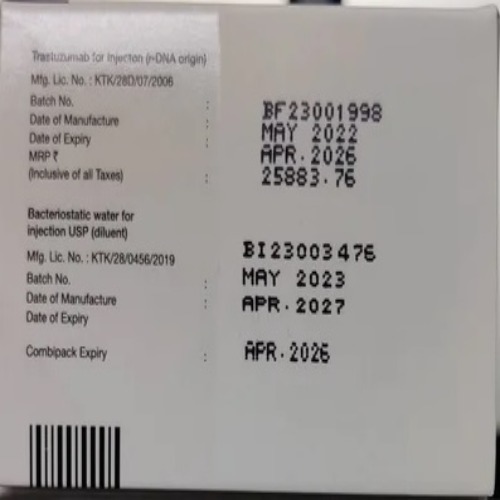 Trastuzumab for Injection (r-DNA origin)
Mfg. Lic. No. : KTK/28D/07/2006
Batch No. : BF23001998
Date of Manufacture : MAY 2022
Date of Expiry : APR. 2026
MRP ₹ 25883.76
(Inclusive of all Taxes) :
Bacteriostatic water for
injection USP (diluent)
Mfg. Lic. No. : KTK/28/0456/2019
Batch No. : BI23003476
Date of Manufacture : MAY 2023
Date of Expiry APR. 2027
Combipack Expiry : APR. 2026